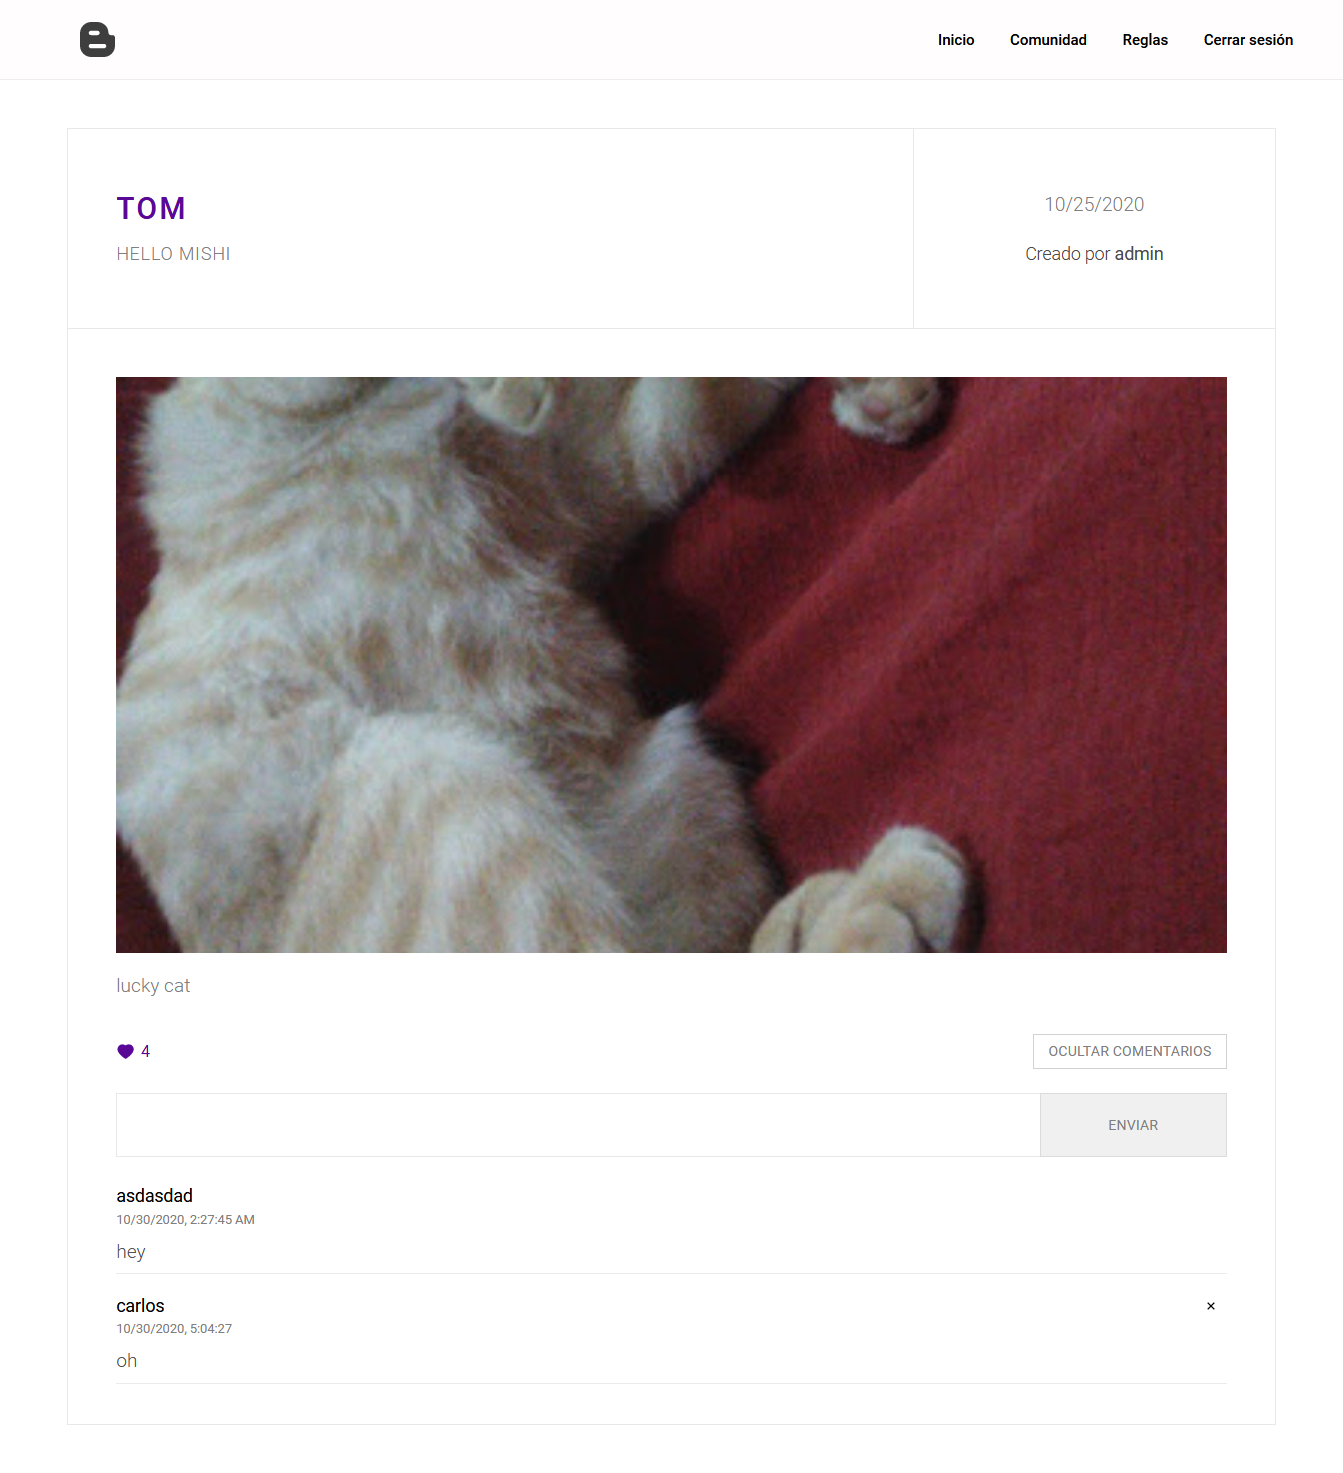 Inicio Comunidad Reglas Cerrar sesión
TOM
HELLO MISHI
10/25/2020
Creado por admin
lucky cat
4
OCULTAR COMENTARIOS
ENVIAR
asdasdad
10/30/2020, 2:27:45 AM
hey
carlos ×
10/30/2020, 5:04:27
oh